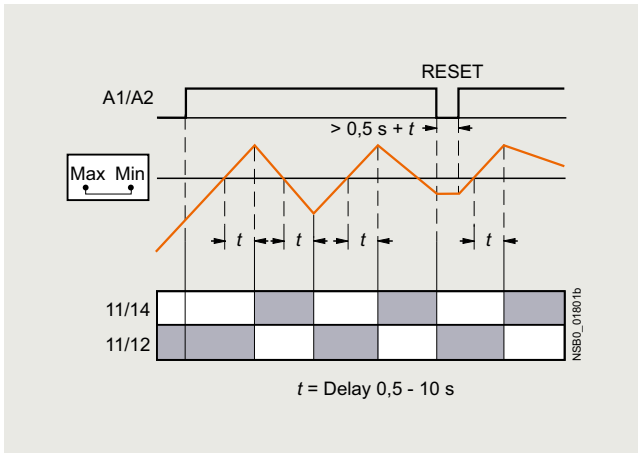 RESET
A1/A2
> 0,5 s + t
Max Min
t t t t
11/14
11/12
NSB0_01801b
t = Delay 0,5 - 10 s